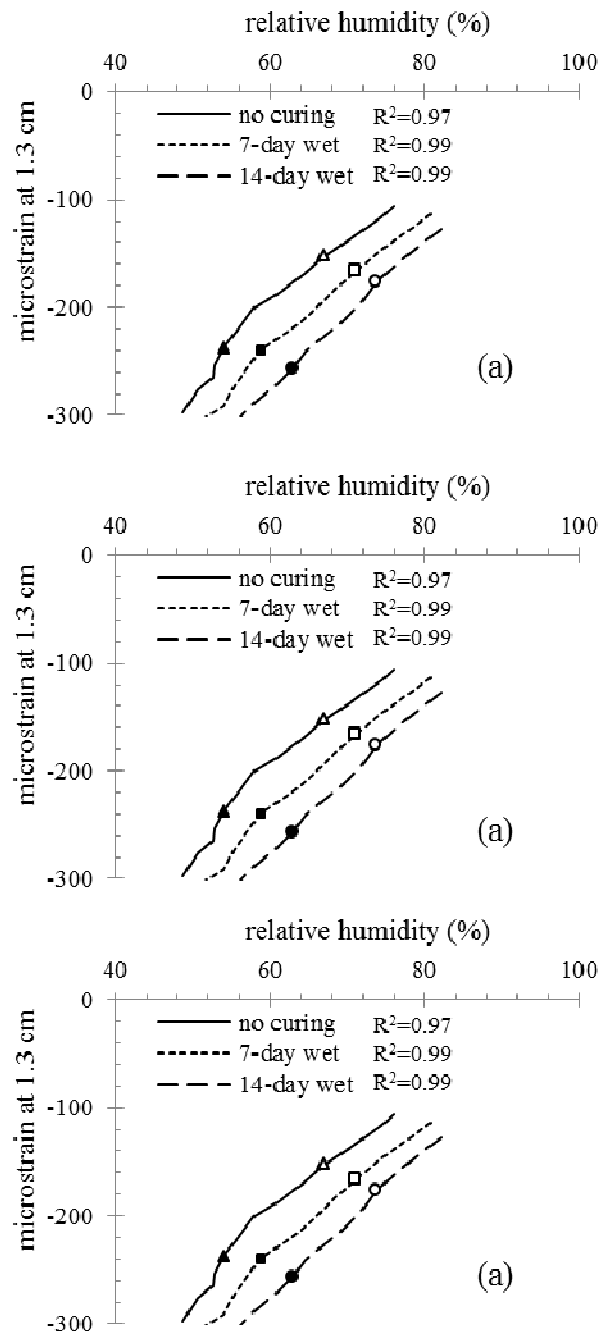 relative humidity (%)
40 60 80 100
0
no curing R²=0.97
7-day wet R²=0.99
14-day wet R²=0.99
-100
-200
-300
microstrain at 1.3 cm
(a)
relative humidity (%)
40 60 80 100
0
no curing R²=0.97
7-day wet R²=0.99
14-day wet R²=0.99
-100
-200
-300
microstrain at 1.3 cm
(a)
relative humidity (%)
40 60 80 100
0
no curing R²=0.97
7-day wet R²=0.99
14-day wet R²=0.99
-100
-200
-300
microstrain at 1.3 cm
(a)